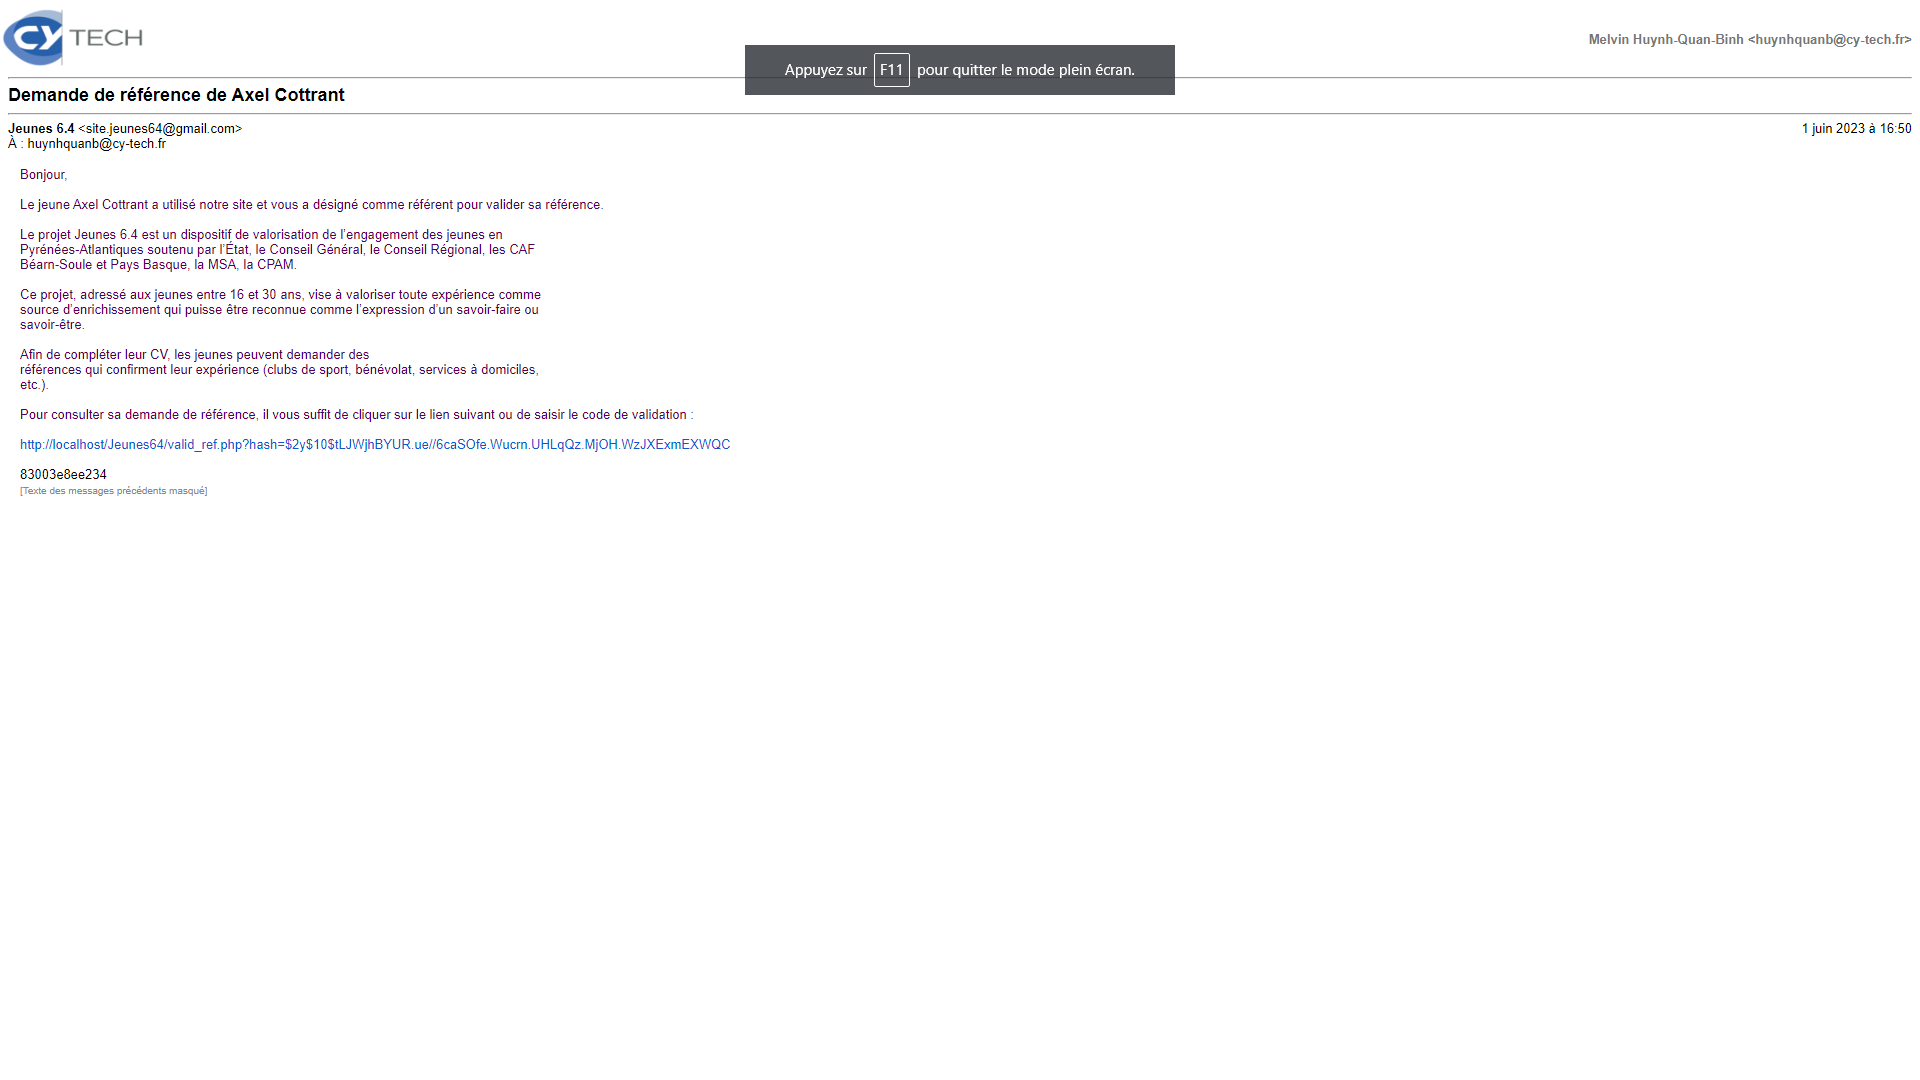 CY TECH
Melvin Huynh-Quan-Binh <huynhquanb@cy-tech.fr>
Appuyez sur F11 pour quitter le mode plein écran.
Demande de référence de Axel Cottrant
Jeunes 6.4 <site.jeunes64@gmail.com>
1 juin 2023 à 16:50
À : huynhquanb@cy-tech.fr
Bonjour,
Le jeune Axel Cottrant a utilisé notre site et vous a désigné comme référent pour valider sa référence.
Le projet Jeunes 6.4 est un dispositif de valorisation de l'engagement des jeunes en
Pyrénées-Atlantiques soutenu par l'État, le Conseil Général, le Conseil Régional, les CAF
Béarn-Soule et Pays Basque, la MSA, la CPAM.
Ce projet, adressé aux jeunes entre 16 et 30 ans, vise à valoriser toute expérience comme
source d'enrichissement qui puisse être reconnue comme l'expression d'un savoir-faire ou
savoir-être.
Afin de compléter leur CV, les jeunes peuvent demander des
références qui confirment leur expérience (clubs de sport, bénévolat, services à domiciles,
etc.).
Pour consulter sa demande de référence, il vous suffit de cliquer sur le lien suivant ou de saisir le code de validation :
http://localhost/Jeunes64/valid_ref.php?hash=$2y$10$tLJWjhBYUR.ue//6caSOfe.Wucrn.UHLqQz.MjOH.WzJXExmEXWQC
83003e8ee234
[Texte des messages précédents masqué]